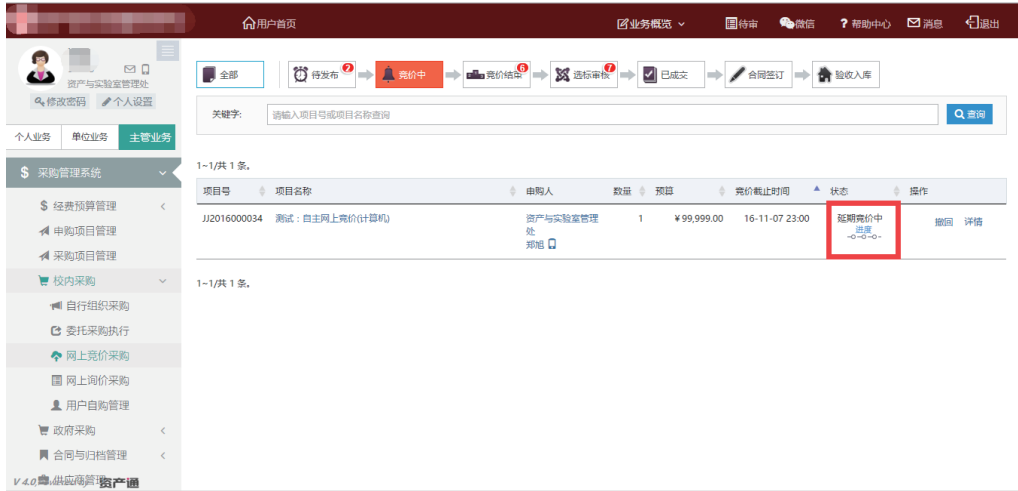 用户首页 业务概览 待审 微信 ? 帮助中心 消息 退出
资产与实验室管理处
修改密码 个人设置
个人业务 单位业务 主管业务
$ 采购管理系统
$ 经费预算管理
申购项目管理
采购项目管理
校内采购
自行组织采购
委托采购执行
网上竞价采购
网上询价采购
用户自购管理
政府采购
合同与归档管理
供应商管理
V 4.0, 资产通
全部 待发布 2 竞价中 竞价结审 6 选标审核 7 已成交 合同签订 验收入库
关键字: 请输入项目号或项目名称查询 查询
1~1/共 1 条。
项目号 项目名称 申购人 数量 预算 竞价截止时间 状态 操作
JJ2016000034 测试：自主网上竞价(计算机) 资产与实验室管理处 1 ￥99,999.00 16-11-07 23:00 延期竞价中 撤回 详情
郑旭 进度
1~1/共 1 条。